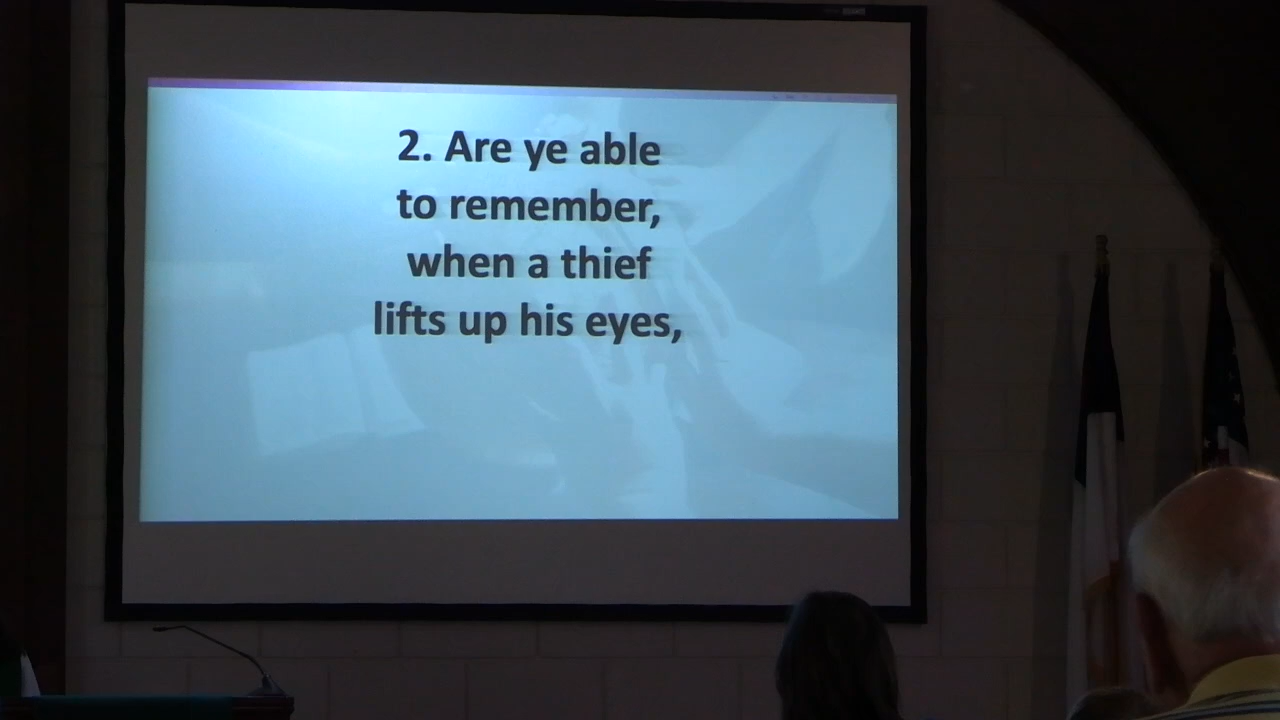 2. Are ye able
to remember,
when a thief
lifts up his eyes,